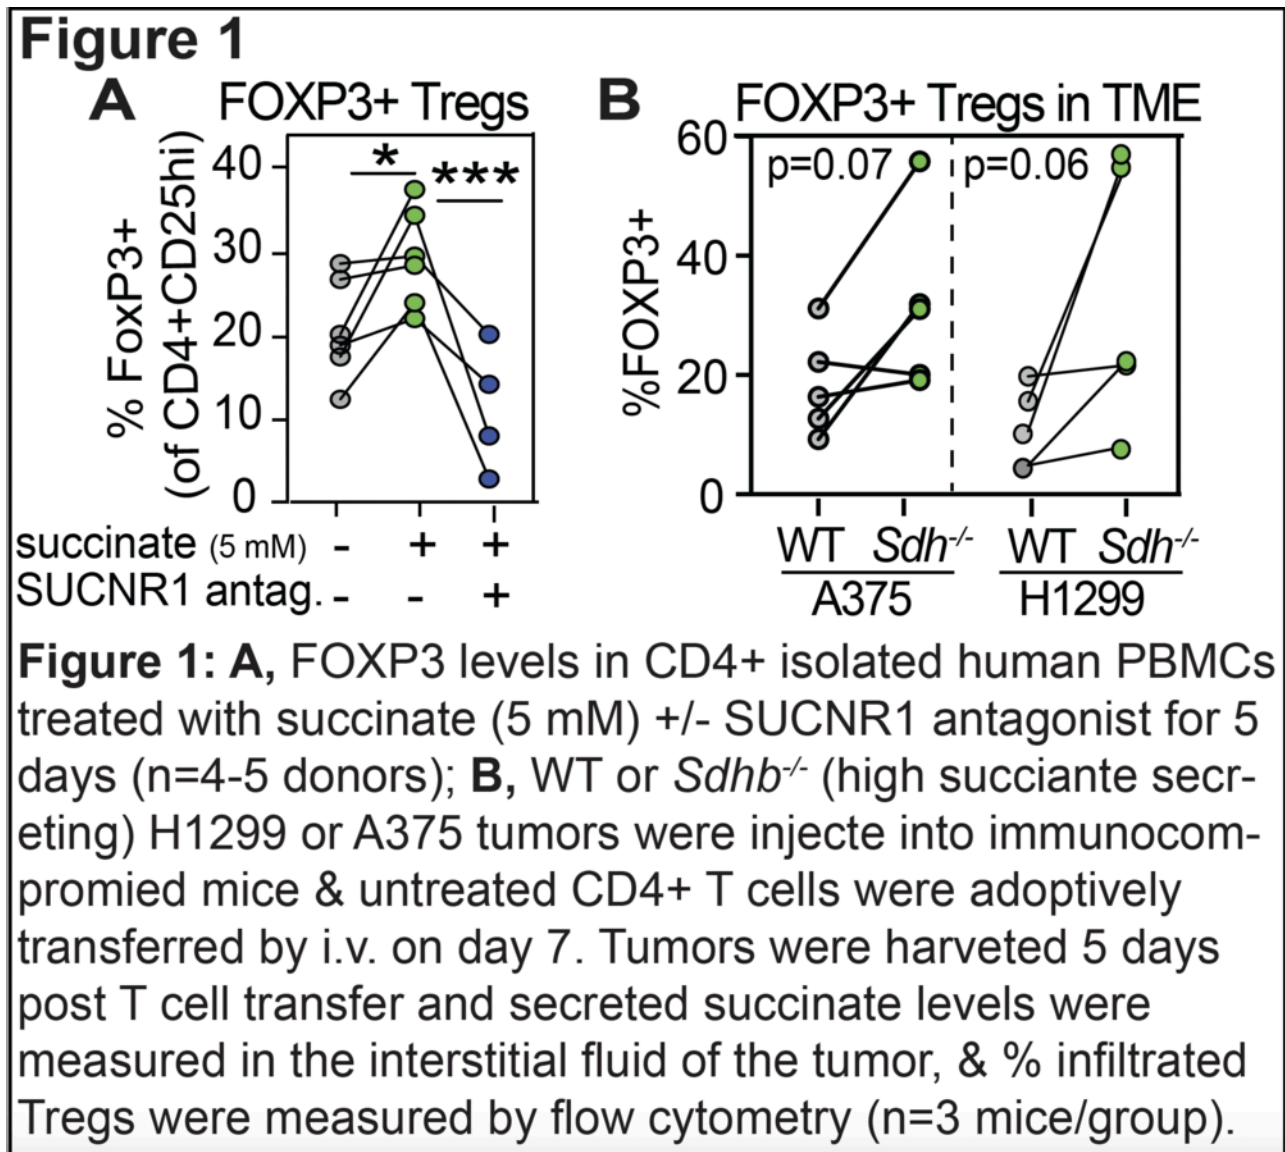 Figure 1
A
FOXP3+ Tregs
% FoxP3+
(of CD4+CD25hi)
40
30
20
10
0
*
***
succinate (5 mM) - + +
SUCNR1 antag. - - +
B
FOXP3+ Tregs in TME
%FOXP3+
60
40
20
0
p=0.07
p=0.06
WT Sdh-/- WT Sdh-/-
A375 H1299
Figure 1: A, FOXP3 levels in CD4+ isolated human PBMCs
treated with succinate (5 mM) +/- SUCNR1 antagonist for 5
days (n=4-5 donors); B, WT or Sdhb-/- (high succiante secr-
eting) H1299 or A375 tumors were injecte into immunocom-
promied mice & untreated CD4+ T cells were adoptively
transferred by i.v. on day 7. Tumors were harveted 5 days
post T cell transfer and secreted succinate levels were
measured in the interstitial fluid of the tumor, & % infiltrated
Tregs were measured by flow cytometry (n=3 mice/group).